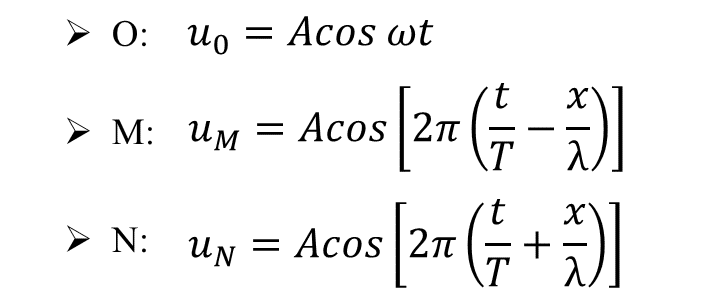 ➢ O: u₀ = Acos ωt
➢ M: u_M = Acos [2π (t/T − x/λ)]
➢ N: u_N = Acos [2π (t/T + x/λ)]